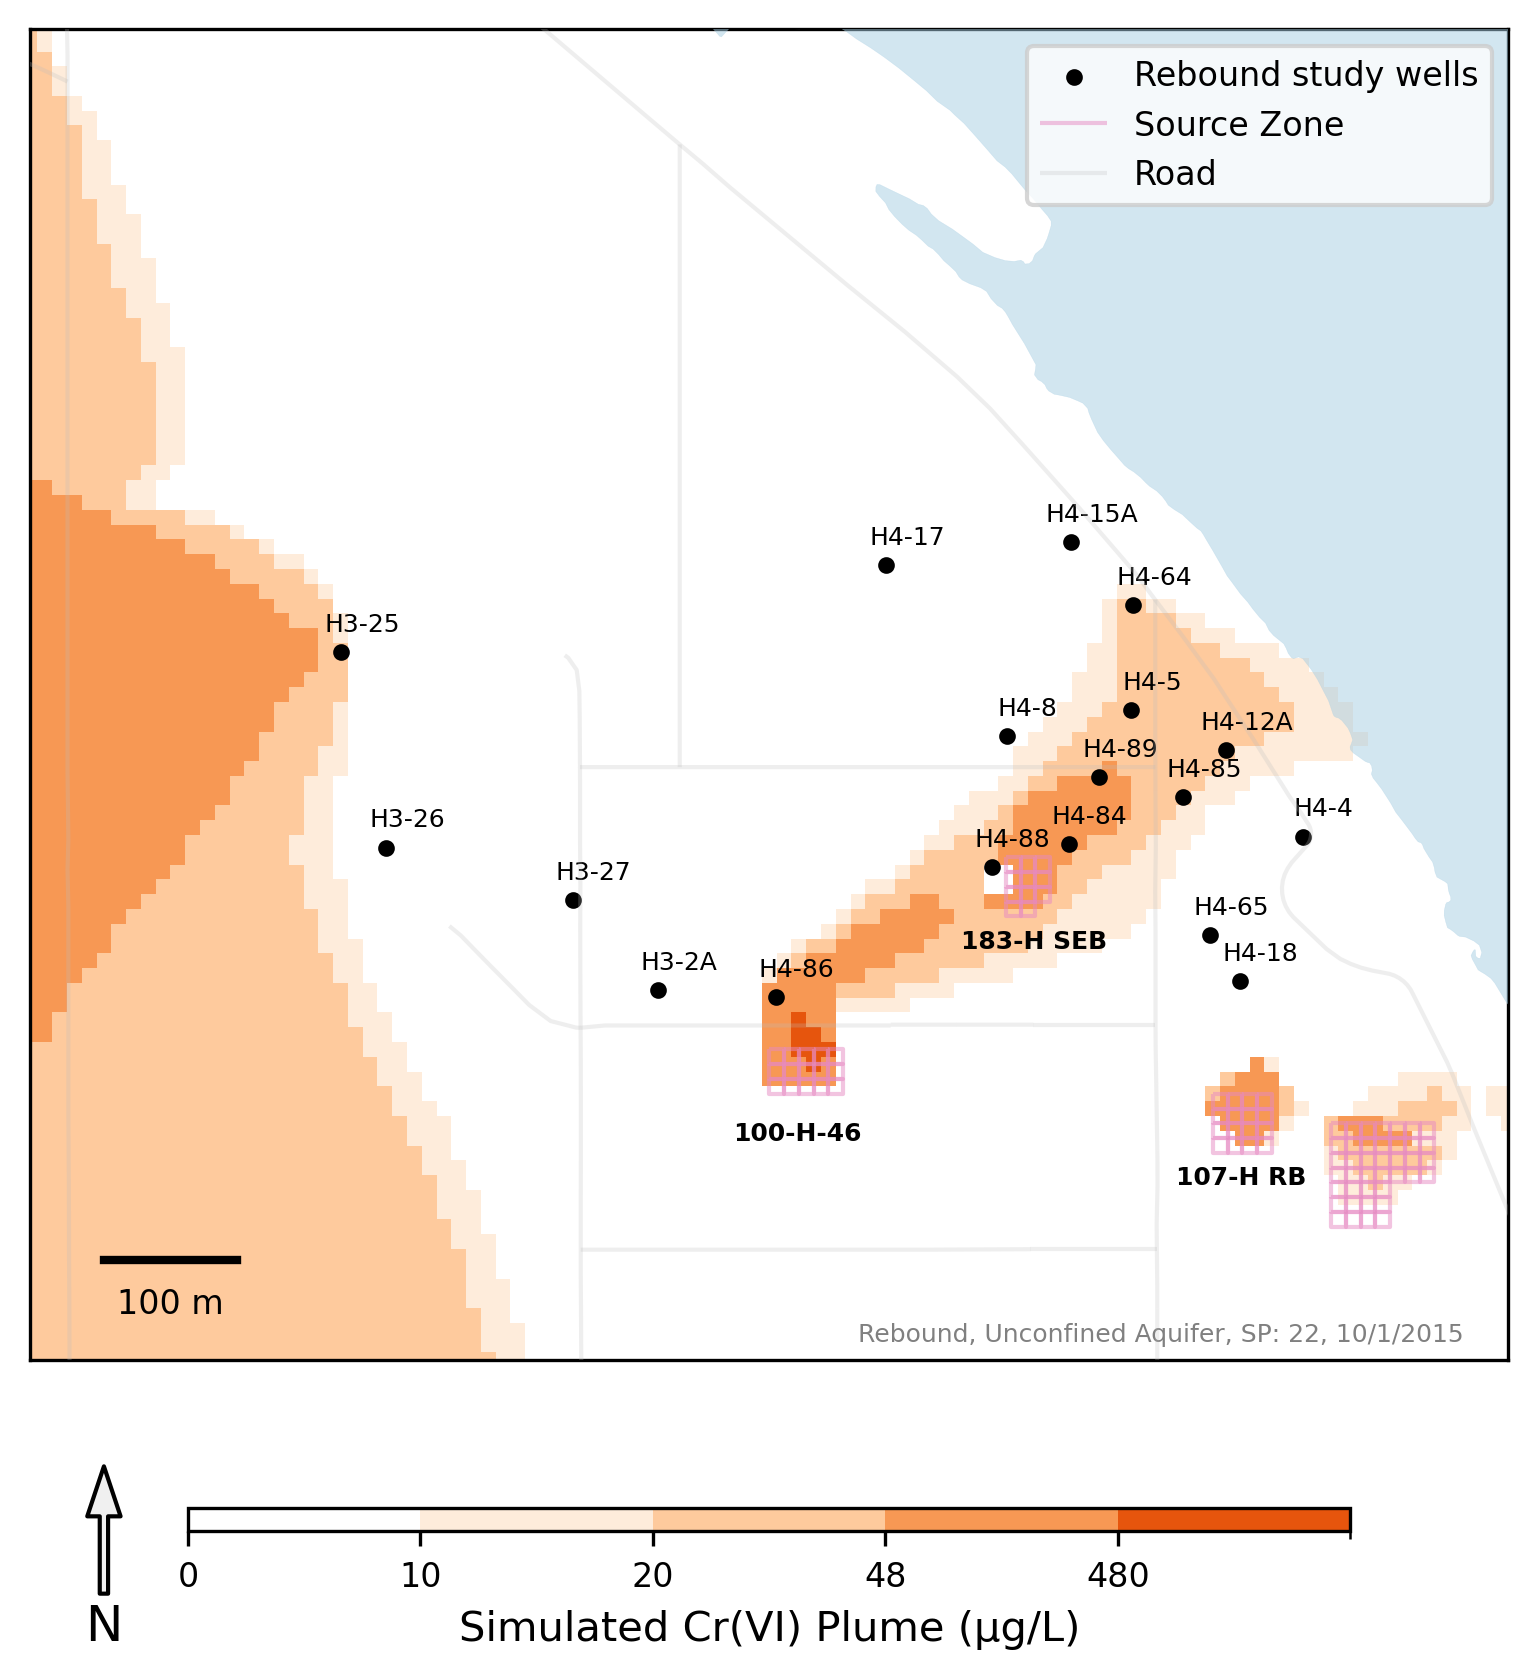 Rebound study wells
Source Zone
Road
H4-15A
H4-17
H4-64
H3-25
H4-5
H4-8
H4-12A
H4-89
H4-85
H4-4
H3-26
H4-84
H4-88
H3-27
H4-65
183-H SEB
H4-18
H3-2A
H4-86
100-H-46
107-H RB
100 m
Rebound, Unconfined Aquifer, SP: 22, 10/1/2015
0 10 20 48 480
N
Simulated Cr(VI) Plume (μg/L)